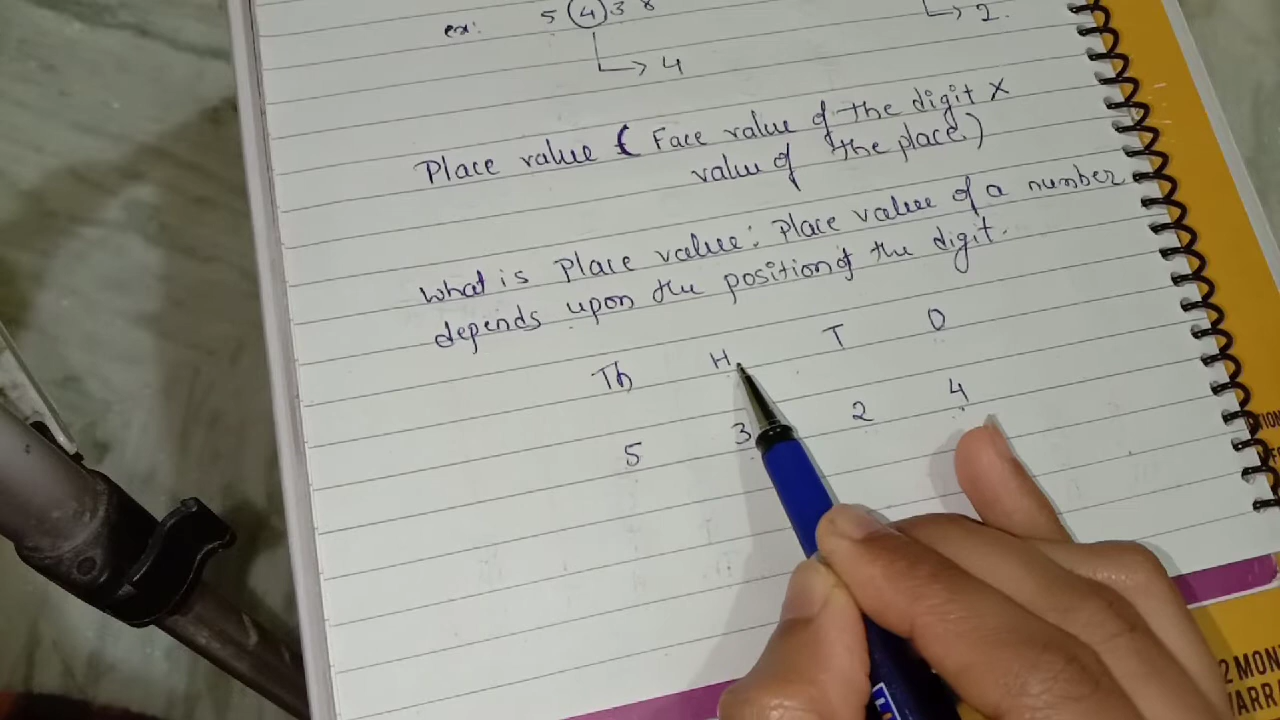 ex: 5 4 3 8
2.
4
Place value ( Face value of the digit ×
value of the place.)
What is Place value: Place value of a number
depends upon the position of the digit.
Th H T O
5 3 2 4
2 MON